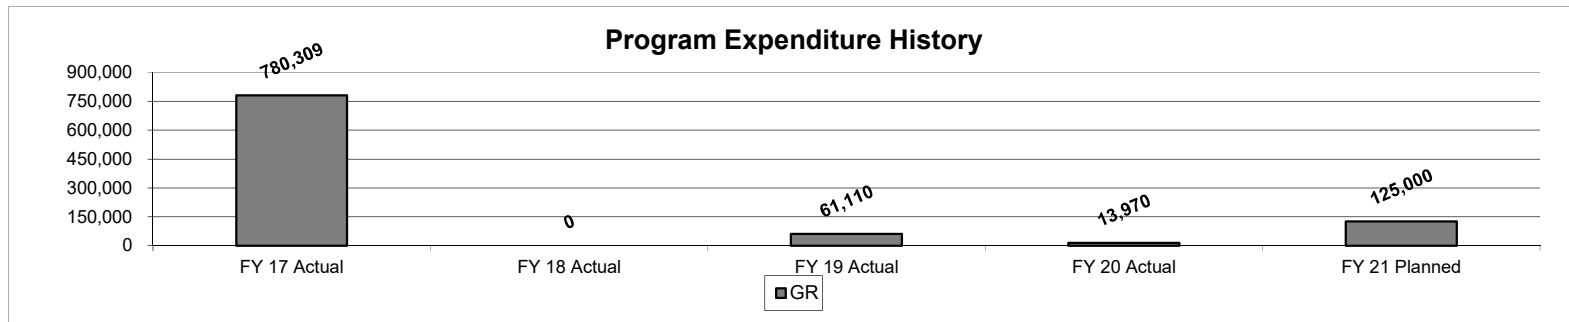 Program Expenditure History
900,000
750,000
600,000
450,000
300,000
150,000
0
780,309
0
61,110
13,970
125,000
FY 17 Actual
FY 18 Actual
FY 19 Actual
FY 20 Actual
FY 21 Planned
GR